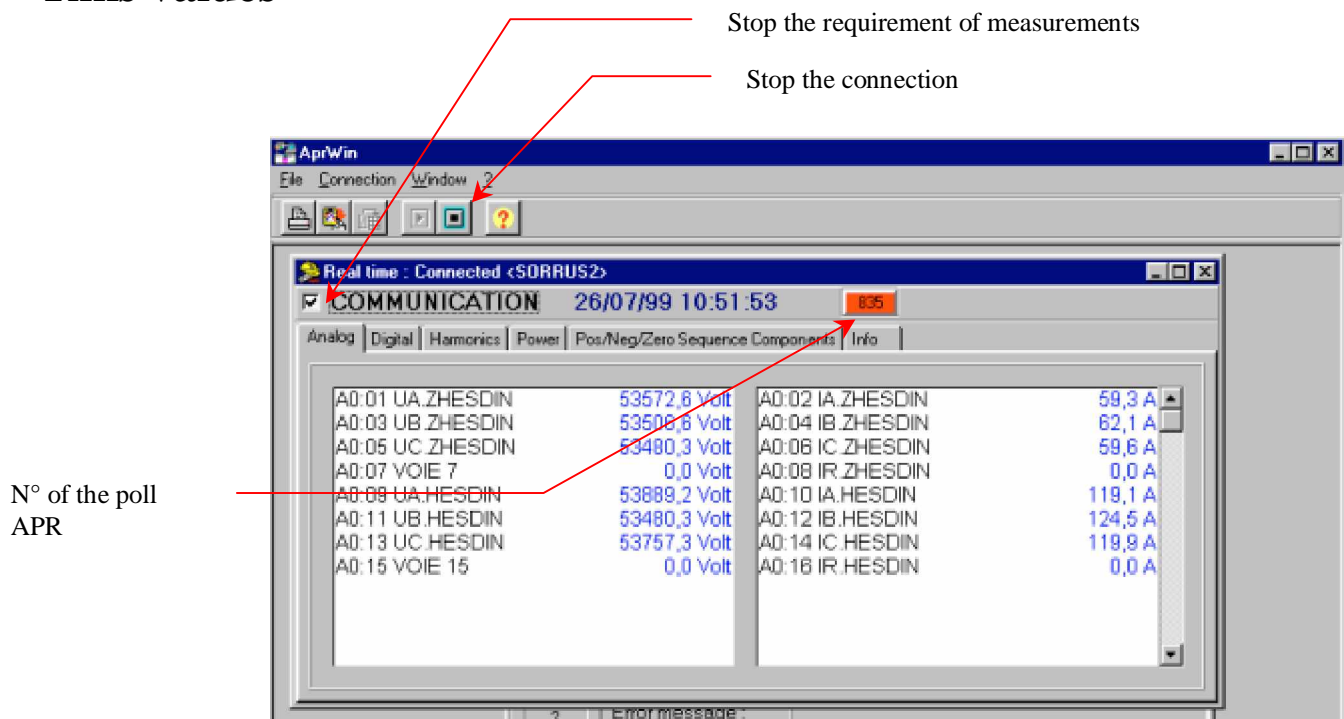 Stop the requirement of measurements
Stop the connection
AprWin
File Connection Window ?
Real time : Connected <SORRUS2>
COMMUNICATION 26/07/99 10:51:53 835
Analog Digital Harmonics Power Pos/Neg/Zero Sequence Components Info
A0:01 UA.ZHESDIN 53572,6 Volt A0:02 IA.ZHESDIN 59,3 A
A0:03 UB.ZHESDIN 53506,6 Volt A0:04 IB.ZHESDIN 62,1 A
A0:05 UC.ZHESDIN 53480,3 Volt A0:06 IC.ZHESDIN 59,6 A
A0:07 VOIE 7 0,0 Volt A0:08 IR.ZHESDIN 0,0 A
A0:09 UA.HESDIN 53889,2 Volt A0:10 IA.HESDIN 119,1 A
A0:11 UB.HESDIN 53480,3 Volt A0:12 IB.HESDIN 124,5 A
A0:13 UC.HESDIN 53757,3 Volt A0:14 IC.HESDIN 119,9 A
A0:15 VOIE 15 0,0 Volt A0:16 IR.HESDIN 0,0 A
N° of the poll
APR
? Error message :